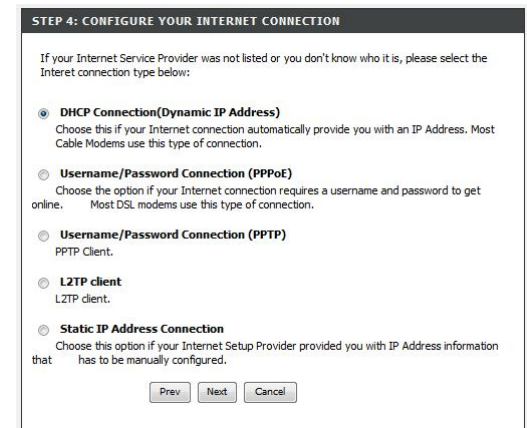 STEP 4: CONFIGURE YOUR INTERNET CONNECTION
If your Internet Service Provider was not listed or you don't know who it is, please select the
Interet connection type below:
DHCP Connection(Dynamic IP Address)
Choose this if your Internet connection automatically provide you with an IP Address. Most
Cable Modems use this type of connection.
Username/Password Connection (PPPoE)
Choose the option if your Internet connection requires a username and password to get
online. Most DSL modems use this type of connection.
Username/Password Connection (PPTP)
PPTP Client.
L2TP client
L2TP client.
Static IP Address Connection
Choose this option if your Internet Setup Provider provided you with IP Address information
that has to be manually configured.
Prev Next Cancel